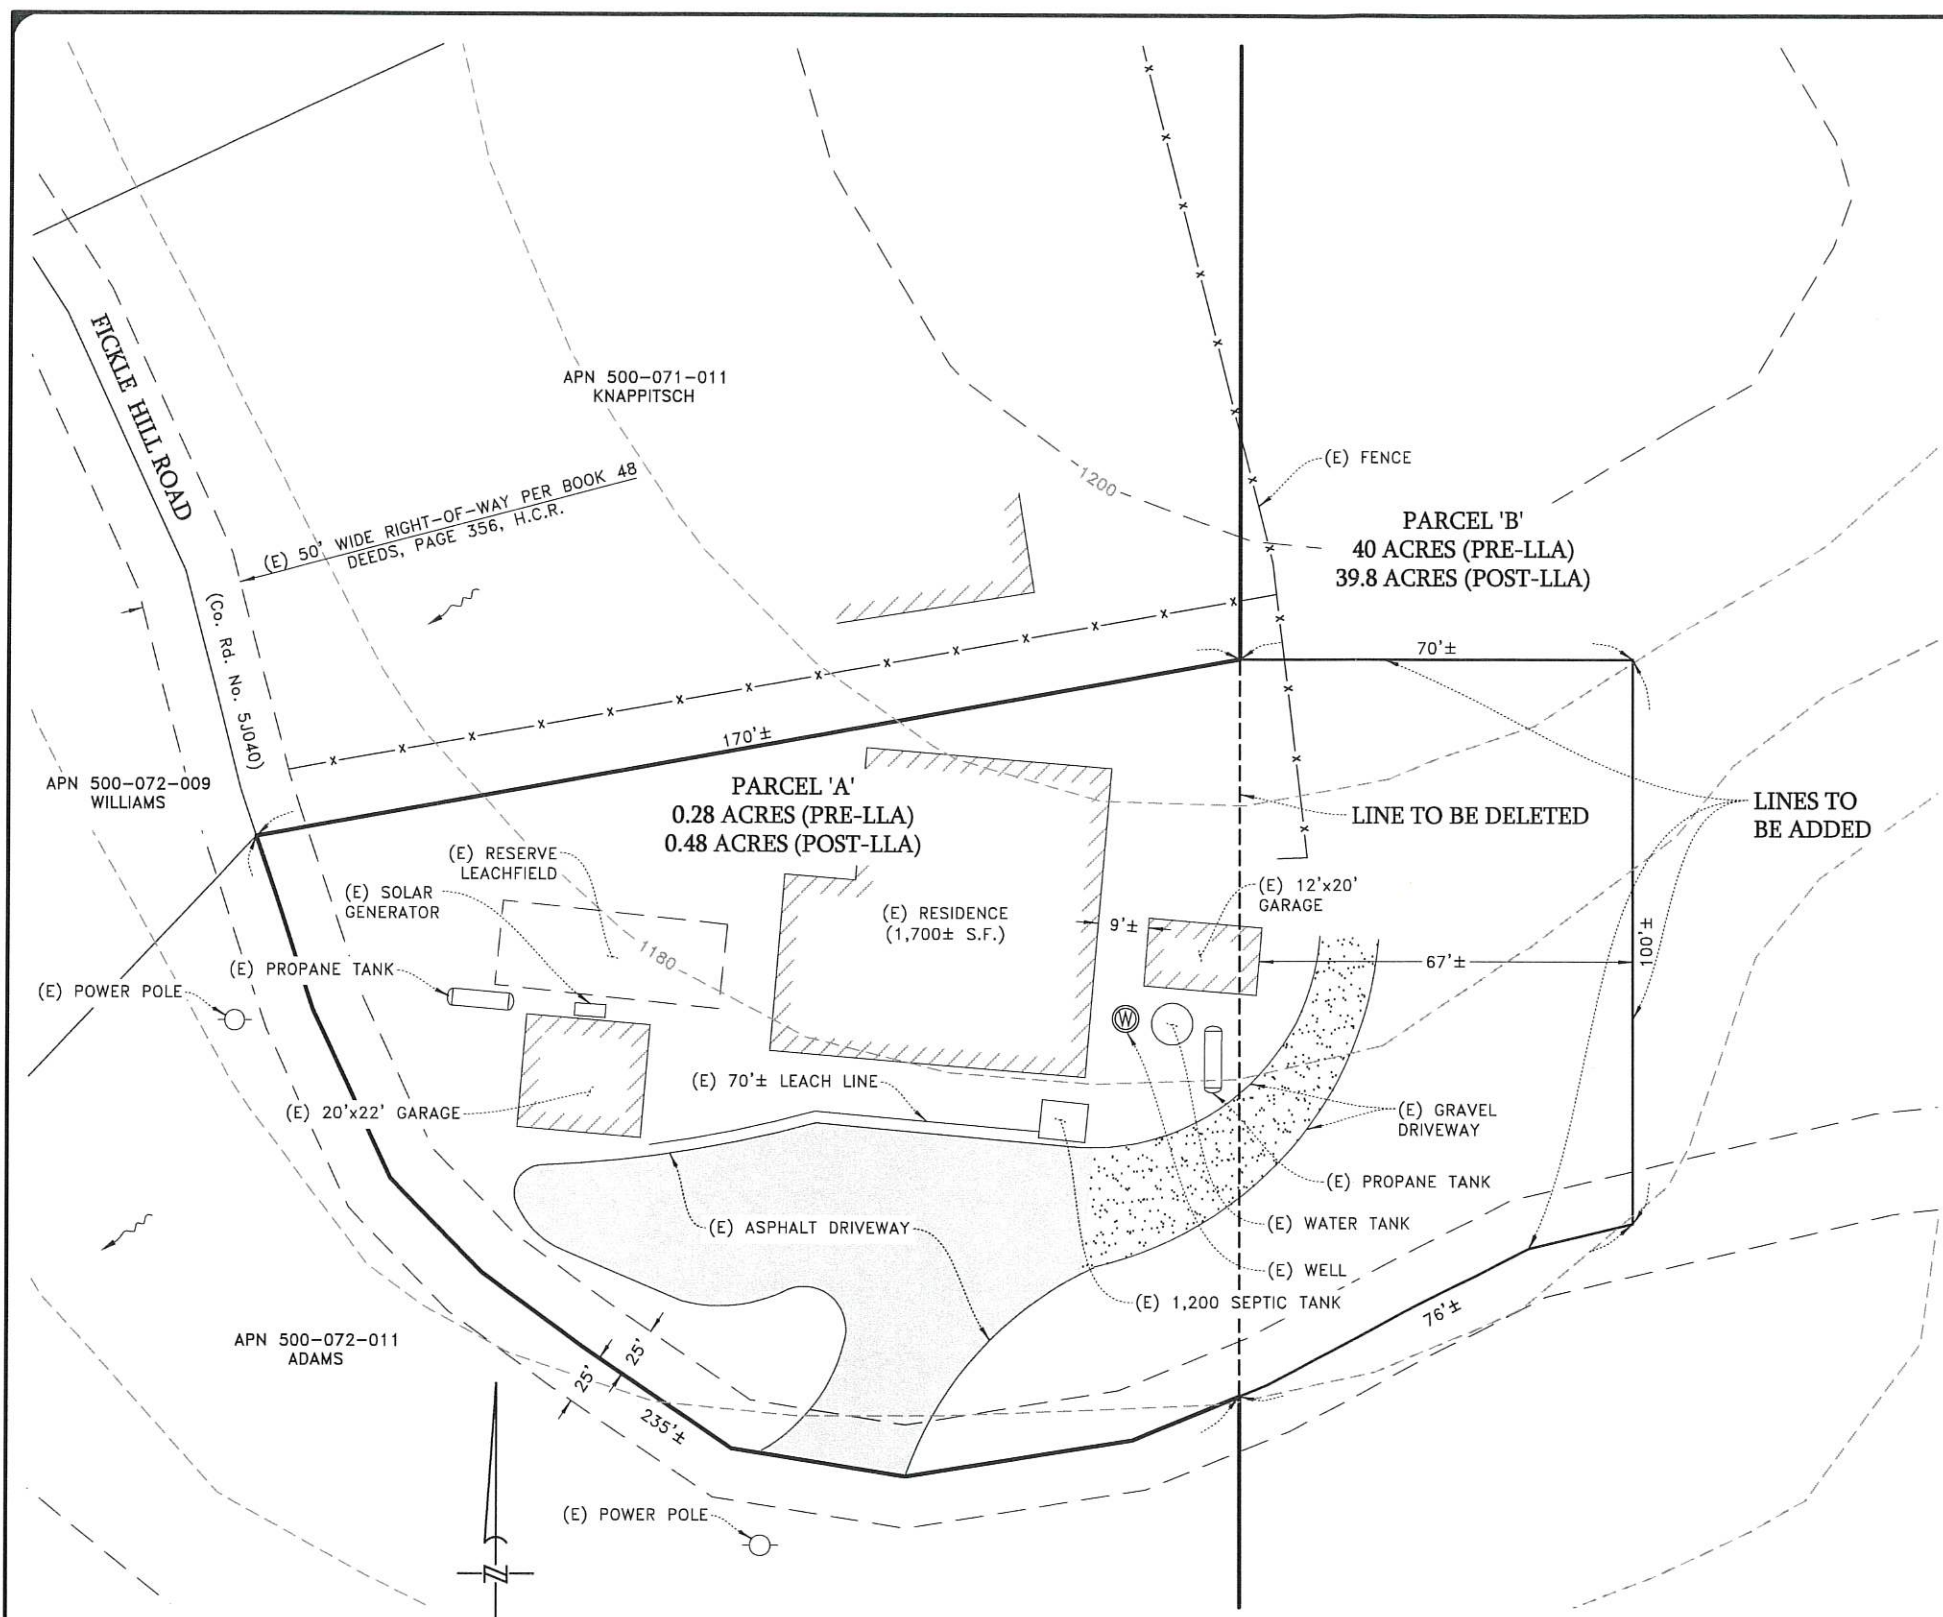 FICKLE HILL ROAD
(Co. Rd. No. 5J040)
APN 500-071-011
KNAPPITSCH
(E) 50' WIDE RIGHT-OF-WAY PER BOOK 48
DEEDS, PAGE 356, H.C.R.
1200
(E) FENCE
PARCEL 'B'
40 ACRES (PRE-LLA)
39.8 ACRES (POST-LLA)
70'±
170'±
APN 500-072-009
WILLIAMS
PARCEL 'A'
0.28 ACRES (PRE-LLA)
0.48 ACRES (POST-LLA)
LINE TO BE DELETED
LINES TO
BE ADDED
(E) RESERVE
LEACHFIELD
(E) SOLAR
GENERATOR
(E) RESIDENCE
(1,700± S.F.)
9'±
(E) 12'x20'
GARAGE
67'±
100'±
1180
(E) PROPANE TANK
(E) POWER POLE
W
(E) 70'± LEACH LINE
(E) 20'x22' GARAGE
(E) GRAVEL
DRIVEWAY
(E) PROPANE TANK
(E) ASPHALT DRIVEWAY
(E) WATER TANK
(E) WELL
(E) 1,200 SEPTIC TANK
76'±
APN 500-072-011
ADAMS
25'
25'
235'±
(E) POWER POLE
N